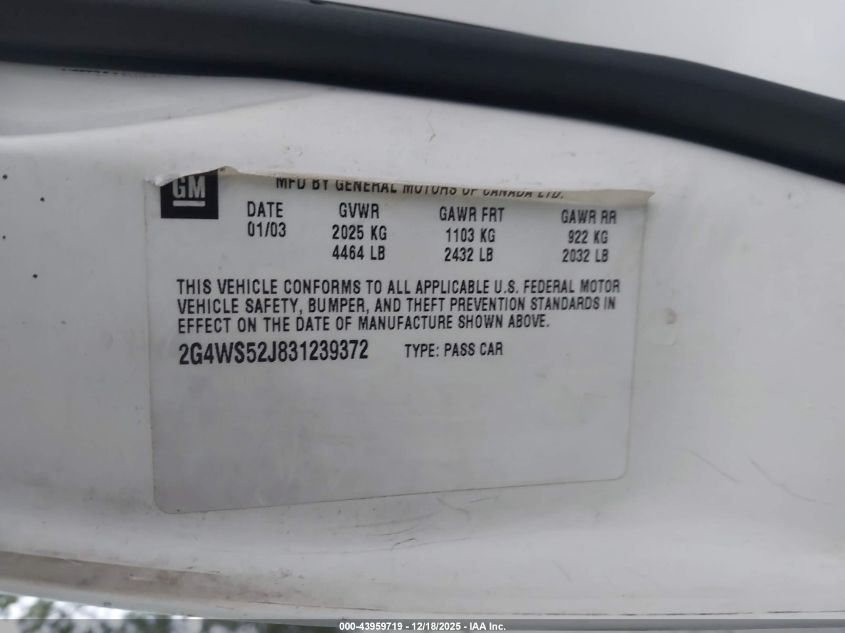 GM
MFD BY GENERAL MOTORS OF CANADA LTD.
DATE GVWR GAWR FRT GAWR RR
01/03 2025 KG 1103 KG 922 KG
4464 LB 2432 LB 2032 LB
THIS VEHICLE CONFORMS TO ALL APPLICABLE U.S. FEDERAL MOTOR
VEHICLE SAFETY, BUMPER, AND THEFT PREVENTION STANDARDS IN
EFFECT ON THE DATE OF MANUFACTURE SHOWN ABOVE.
2G4WS52J831239372 TYPE: PASS CAR
000-43959719 — 12/18/2025 - IAA Inc.